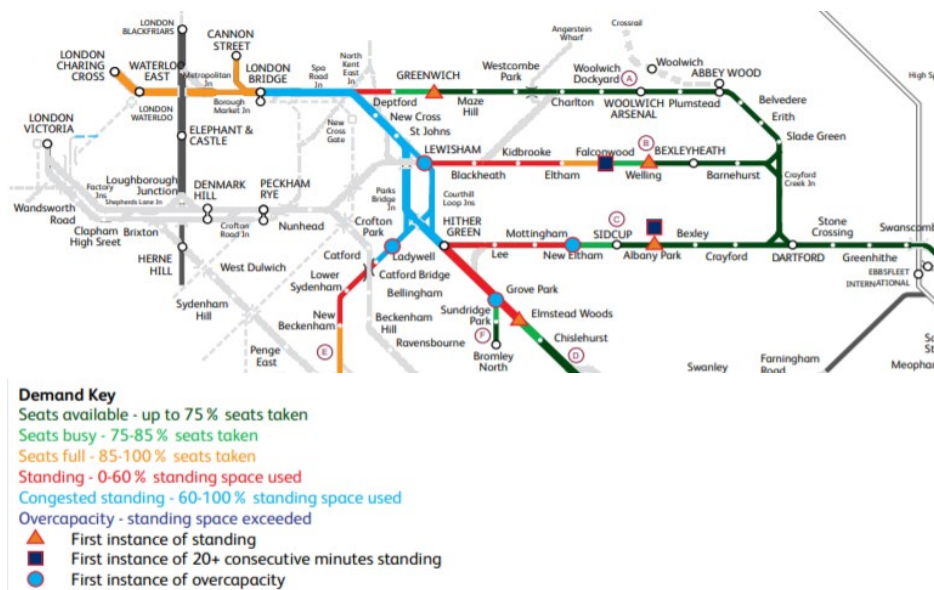 LONDON
BLACKFRIARS
CANNON
STREET
LONDON
CHARING
CROSS
WATERLOO
EAST
Metropolitan
Jn
LONDON
BRIDGE
Spa
Road
Jn
North
Kent
East
Jn
GREENWICH
Westcombe
Park
Angerstein
Wharf
Crossrail
Woolwich
Dockyard
A
Woolwich
ABBEY WOOD
High Sp
LONDON
WATERLOO
Borough
Market Jn
Deptford
Maze
Hill
Charlton
WOOLWICH
ARSENAL
Plumstead
Belvedere
Erith
Slade Green
LONDON
VICTORIA
ELEPHANT &
CASTLE
New
Cross
Gate
New Cross
St Johns
LEWISHAM
Kidbrooke
Falconwood
B
BEXLEYHEATH
Blackheath
Eltham
Welling
Barnehurst
Crayford
Creek Jn
Factory
Jns
Loughborough
Junction
Shepherds Lane Jn
DENMARK
HILL
PECKHAM
RYE
Parks
Bridge
Jn
Courthill
Loop Jns
Wandsworth
Road
Clapham
High Sreet
Brixton
Crofton
Road Jn
Nunhead
Crofton
Park
Ladywell
HITHER
GREEN
Mottingham
C
SIDCUP
Bexley
Stone
Crossing
Swanscomb
Lee
New Eltham
Albany Park
Crayford
DARTFORD
Greenhithe
EBBSFLEET
INTERNATIONAL
HERNE
HILL
West Dulwich
Catford
Catford Bridge
Lower
Sydenham
Bellingham
Grove Park
Sundridge
Park
Elmstead Woods
Sydenham
Hill
New
Beckenham
Beckenham
Hill
Ravensbourne
F
Chislehurst
Penge
East
E
Bromley
North
D
Swanley
Farningham
Road
Meopha
Demand Key
Seats available - up to 75% seats taken
Seats busy - 75-85% seats taken
Seats full - 85-100% seats taken
Standing - 0-60% standing space used
Congested standing - 60-100% standing space used
Overcapacity - standing space exceeded
First instance of standing
First instance of 20+ consecutive minutes standing
First instance of overcapacity